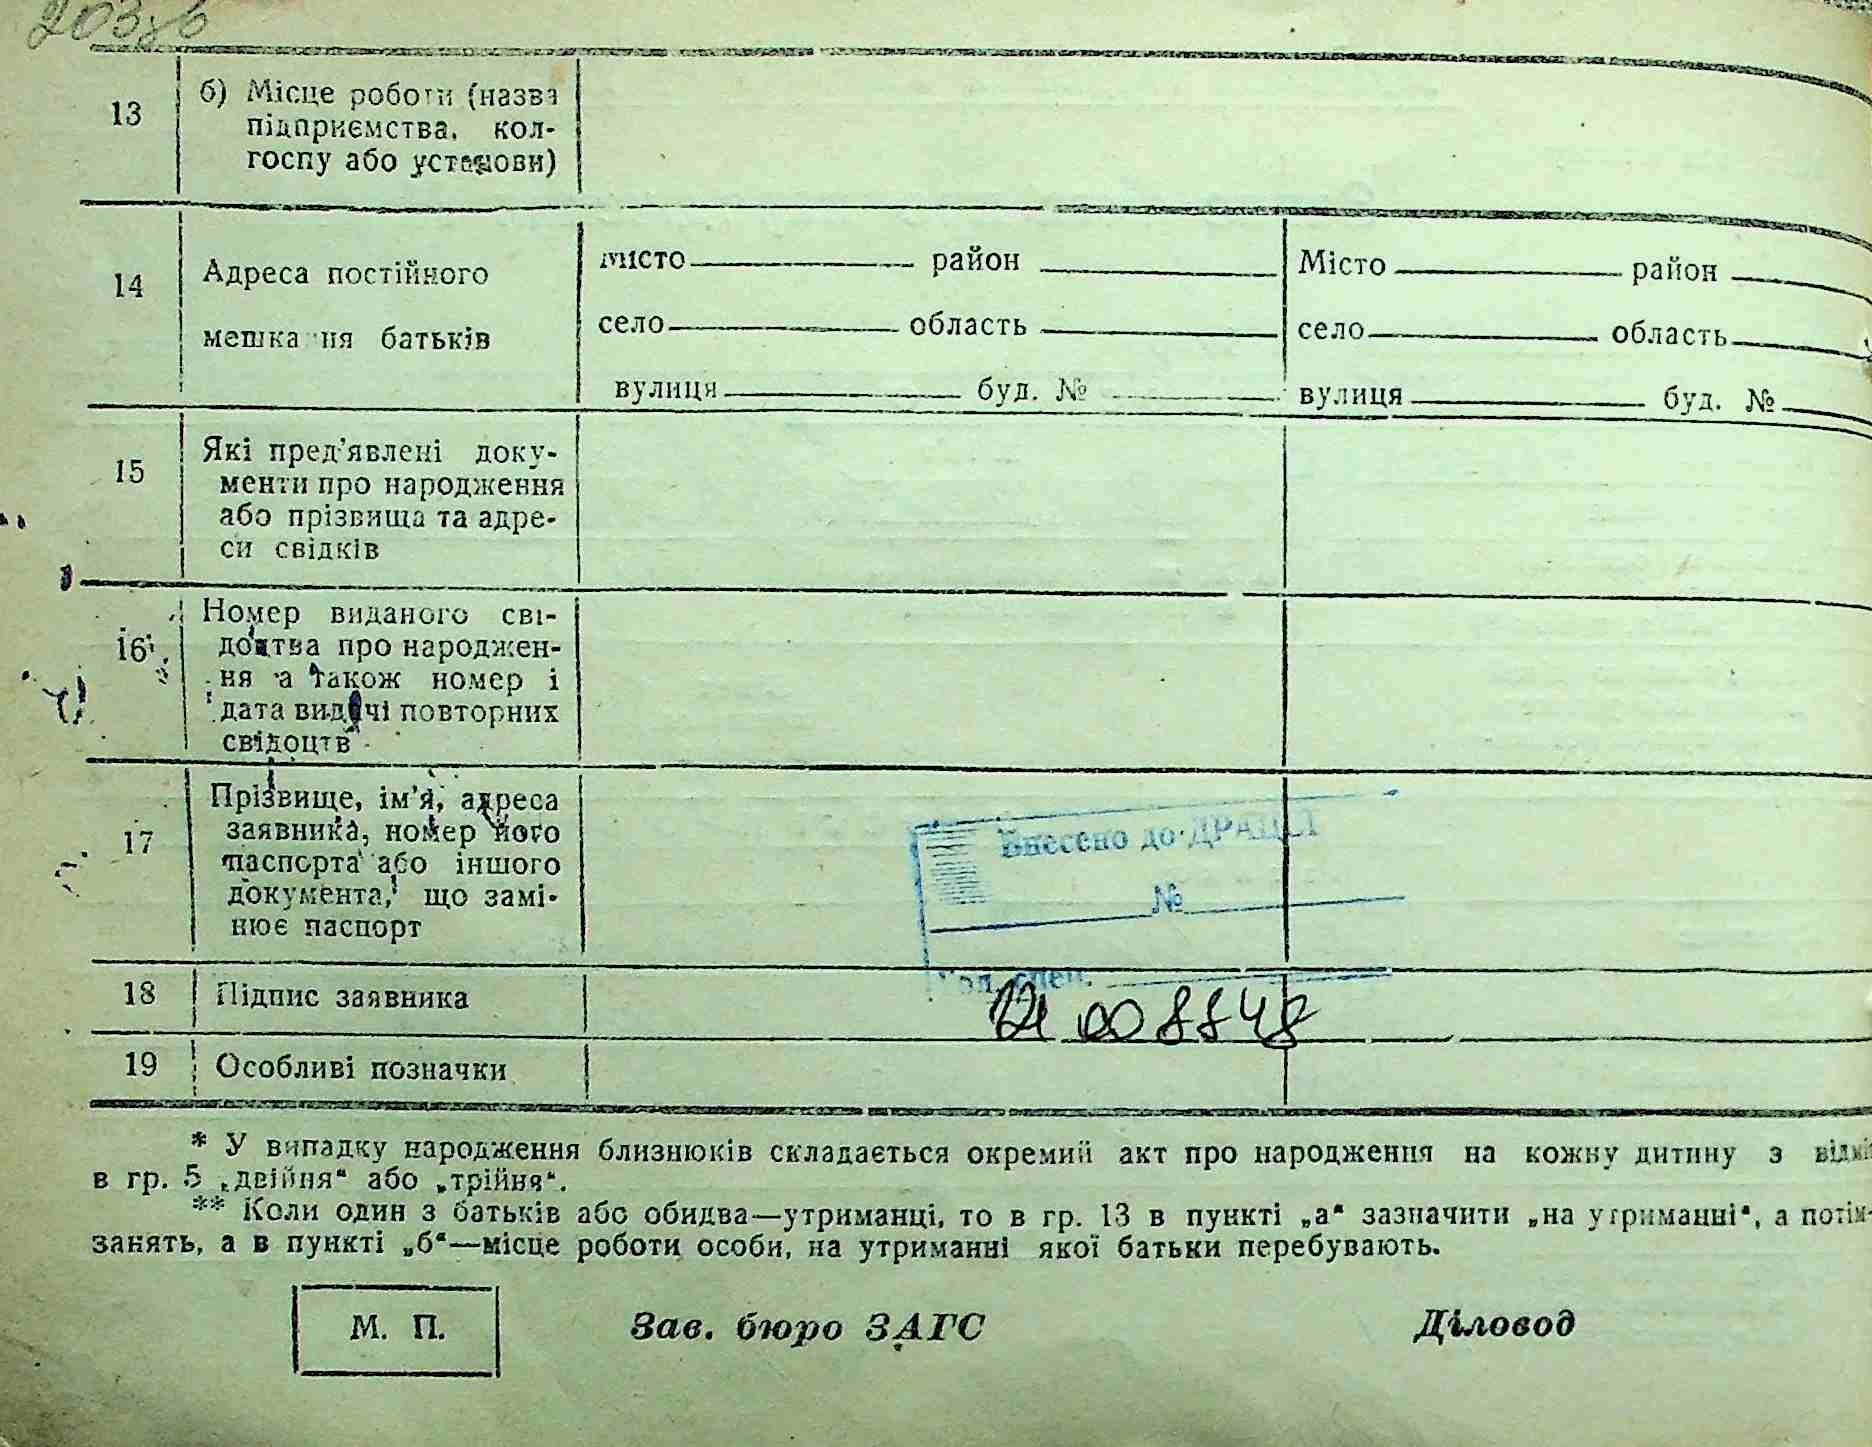 203зв
13 б) Місце роботи (назва
підприємства, кол-
госпу або установи)
14 Адреса постійного
мешкання батьків
місто район
село область
вулиця буд. №
Місто район
село область
вулиця буд. №
15 Які пред'явлені доку-
менти про народження
або прізвища та адре-
си свідків
16 Номер виданого сві-
доцтва про народжен-
ня а також номер і
дата видачі повторних
свідоцтв
17 Прізвище, ім'я, адреса
заявника, номер його
паспорта або іншого
документа, що замі-
нює паспорт
Внесено до ДРАЦСГ
№
18 Підпис заявника
Гол. спец.
008848
19 Особливі позначки
* У випадку народження близнюків складається окремий акт про народження на кожну дитину з відмі
в гр. 5 „двійня“ або „трійня“.
** Коли один з батьків або обидва—утриманці, то в гр. 13 в пункті „а“ зазначити „на утриманні“, а потім
занять, а в пункті „б“—місце роботи особи, на утриманні якої батьки перебувають.
М. П. Зав. бюро ЗАГС Діловод